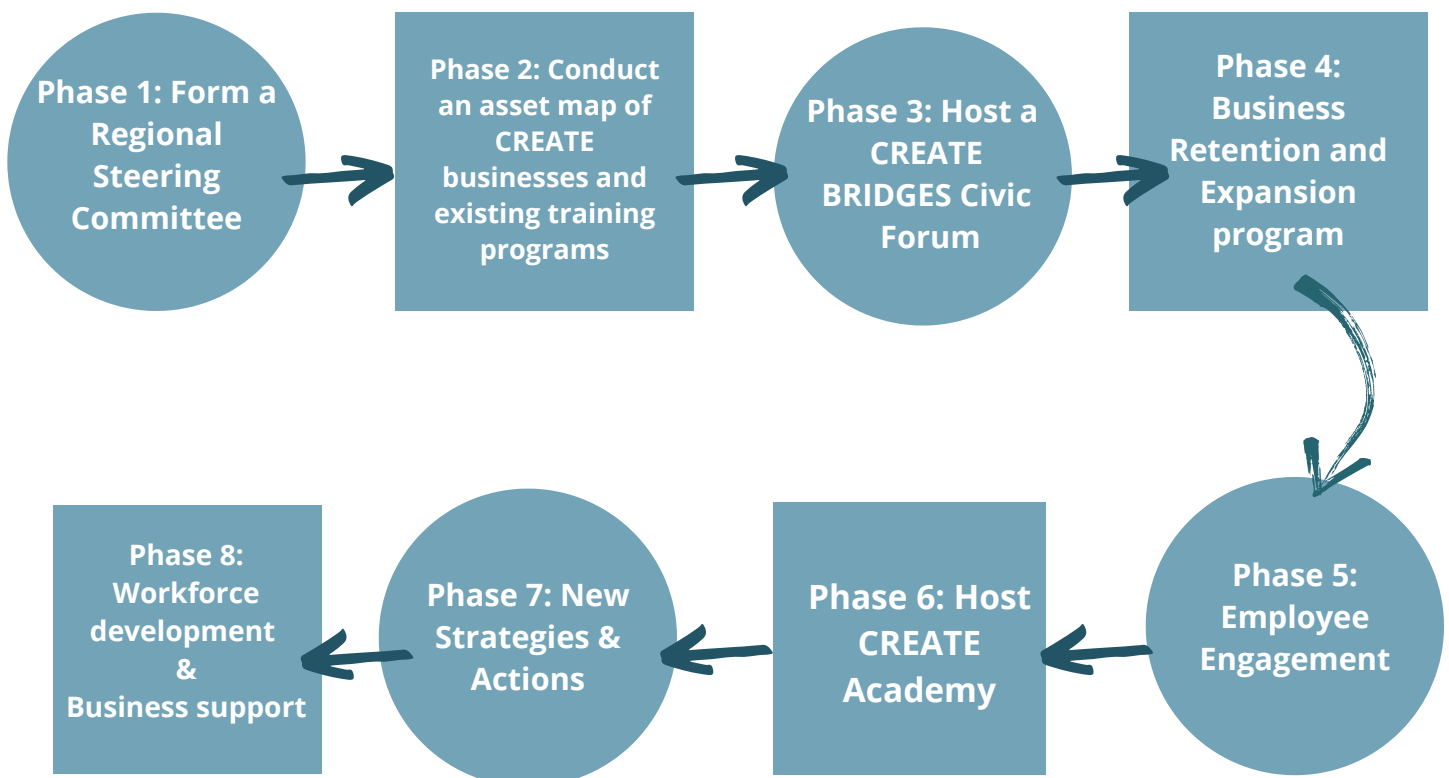 Phase 1: Form a
Regional
Steering
Committee
Phase 2: Conduct
an asset map of
CREATE
businesses and
existing training
programs
Phase 3: Host a
CREATE
BRIDGES Civic
Forum
Phase 4:
Business
Retention and
Expansion
program
Phase 5:
Employee
Engagement
Phase 6: Host
CREATE
Academy
Phase 7: New
Strategies &
Actions
Phase 8:
Workforce
development
&
Business support